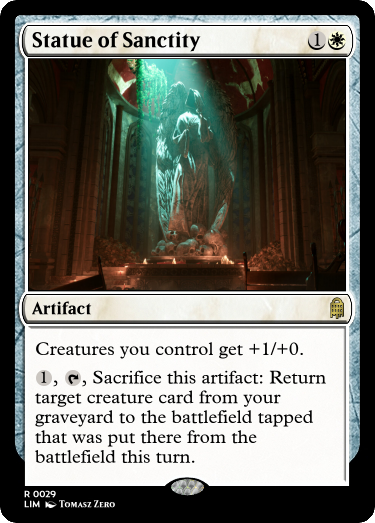 Statue of Sanctity 1
Artifact
Creatures you control get +1/+0.
1, , Sacrifice this artifact: Return
target creature card from your
graveyard to the battlefield tapped
that was put there from the
battlefield this turn.
R 0029
LIM Tomasz Zero